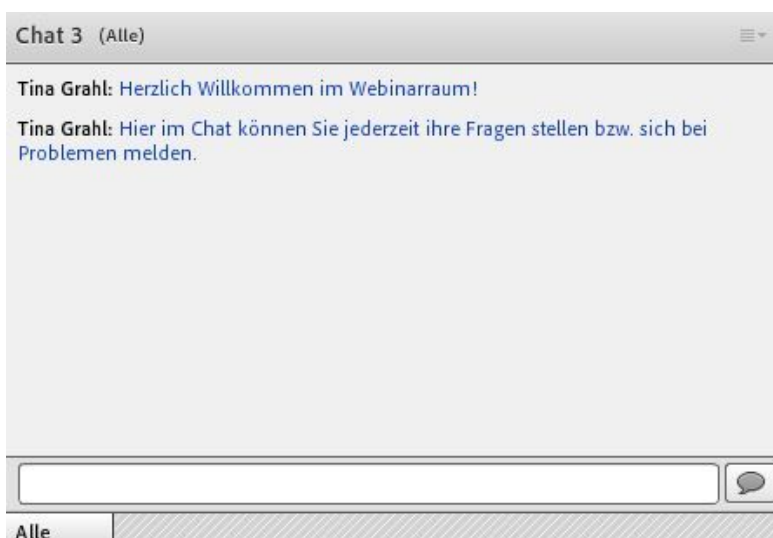 Chat 3 (Alle)
Tina Grahl: Herzlich Willkommen im Webinarraum!
Tina Grahl: Hier im Chat können Sie jederzeit ihre Fragen stellen bzw. sich bei
Problemen melden.
Alle